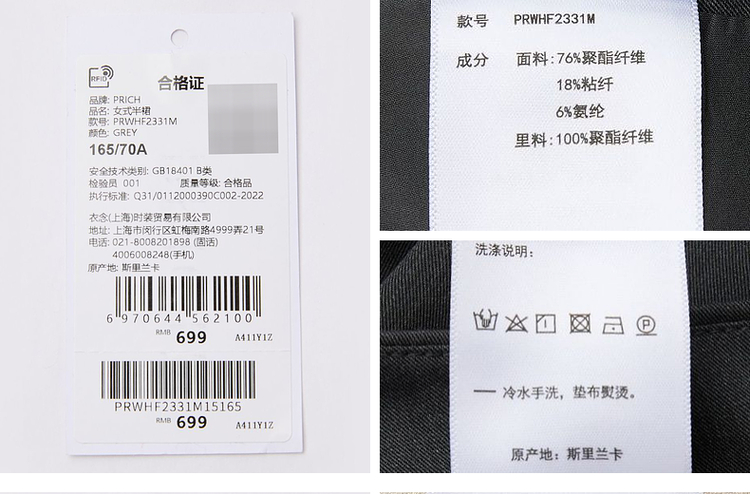 RFID
合格证
品牌: PRICH
品名: 女式半裙
款号: PRWHF2331M
颜色: GREY
165/70A
安全技术类别: GB18401 B类
检验员 001 质量等级: 合格品
执行标准: Q31/0112000390C002-2022
衣念(上海)时装贸易有限公司
地址: 上海市闵行区虹梅南路4999弄21号
电话: 021-8008201898 (固话)
4006008248(手机)
原产地: 斯里兰卡
6 970644 562100
RMB 699 A411Y1Z
PRWHF2331M15165
RMB 699 A411Y1Z
款号 PRWHF2331M
成分 面料: 76%聚酯纤维
18%粘纤
6%氨纶
里料: 100%聚酯纤维
洗涤说明:
P
一 冷水手洗, 垫布熨烫。
原产地: 斯里兰卡